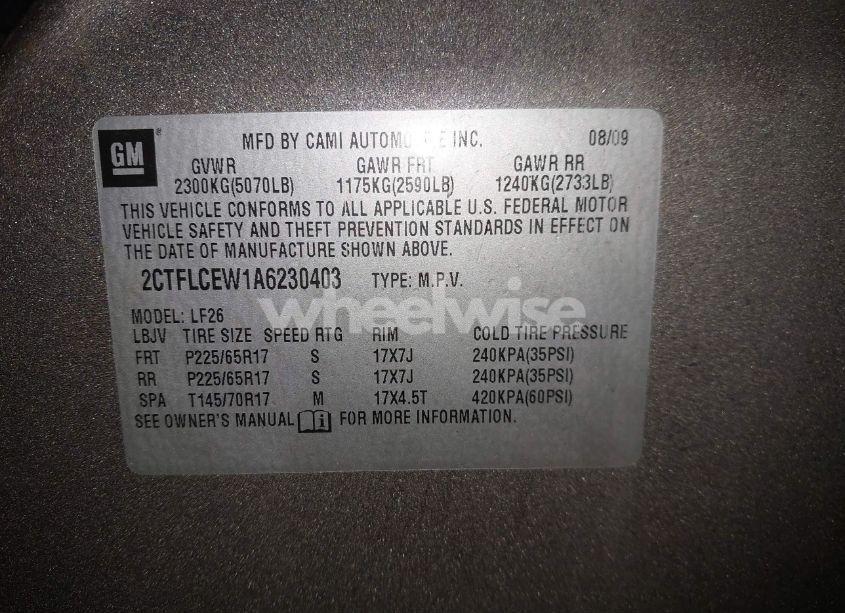 GM ®
MFD BY CAMI INC. 08/09
GVWR GAWR FRT GAWR RR
2300KG(5070LB) 1175KG(2590LB) 1240KG(2733LB)
THIS VEHICLE CONFORMS TO ALL APPLICABLE U.S. FEDERAL MOTOR
VEHICLE SAFETY AND THEFT PREVENTION STANDARDS IN EFFECT ON
THE DATE OF MANUFACTURE SHOWN ABOVE.
2CTFLCEW1A6230403 TYPE: M.P.V.
wheelwise
MODEL: LF26
LBJV TIRE SIZE SPEED RTG RIM COLD TIRE PRESSURE
FRT P225/65R17 S 17X7J 240KPA(35PSI)
RR P225/65R17 S 17X7J 240KPA(35PSI)
SPA T145/70R17 M 17X4.5T 420KPA(60PSI)
SEE OWNER'S MANUAL i FOR MORE INFORMATION.